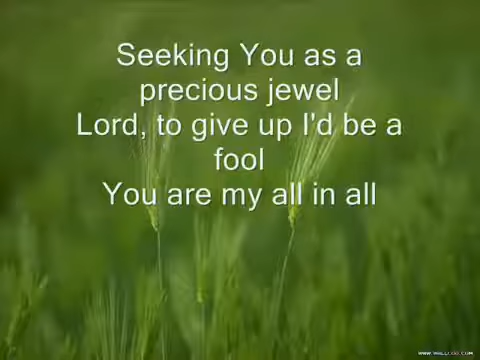 Seeking You as a
precious jewel
Lord, to give up I'd be a
fool
You are my all in all